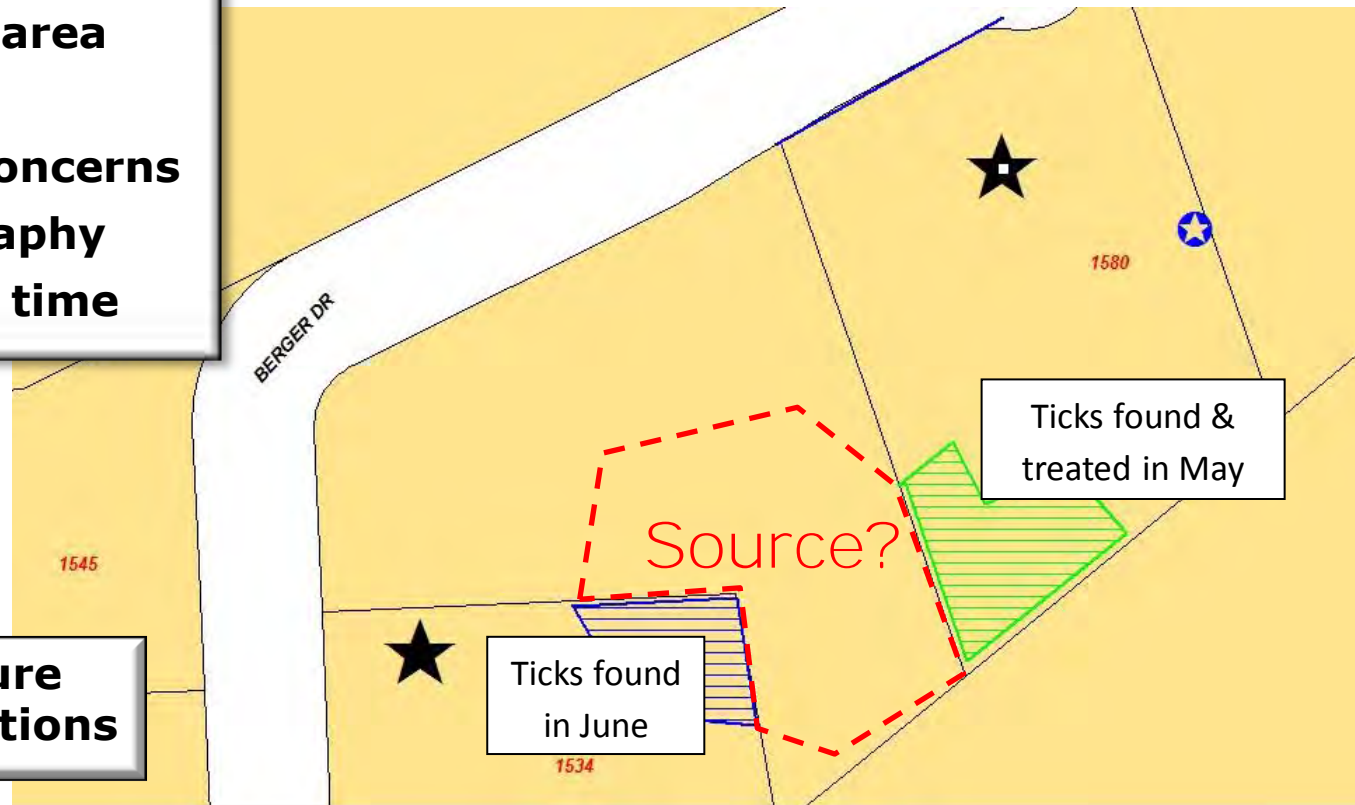 area
oncerns
aphy
time
BERGER DR
1580
Ticks found &
treated in May
Source?
1545
Ticks found
in June
ure
tions
1534